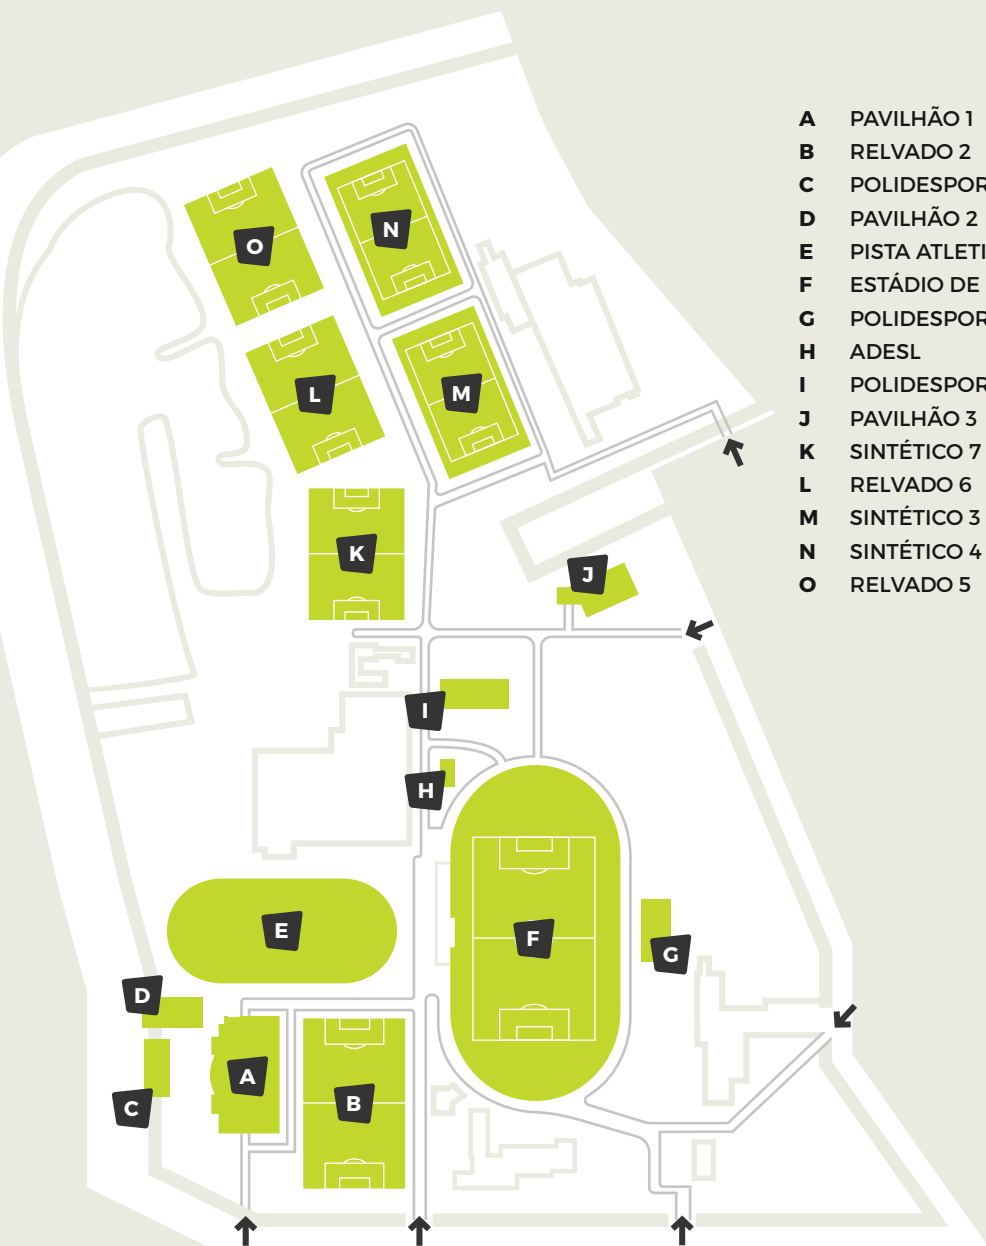 A PAVILHÃO 1
B RELVADO 2
C POLIDESPOR
D PAVILHÃO 2
E PISTA ATLETI
F ESTÁDIO DE
G POLIDESPOR
H ADESL
I POLIDESPOR
J PAVILHÃO 3
K SINTÉTICO 7
L RELVADO 6
M SINTÉTICO 3
N SINTÉTICO 4
O RELVADO 5
N
O
L
M
K
J
I
H
E
F
G
D
A
B
C